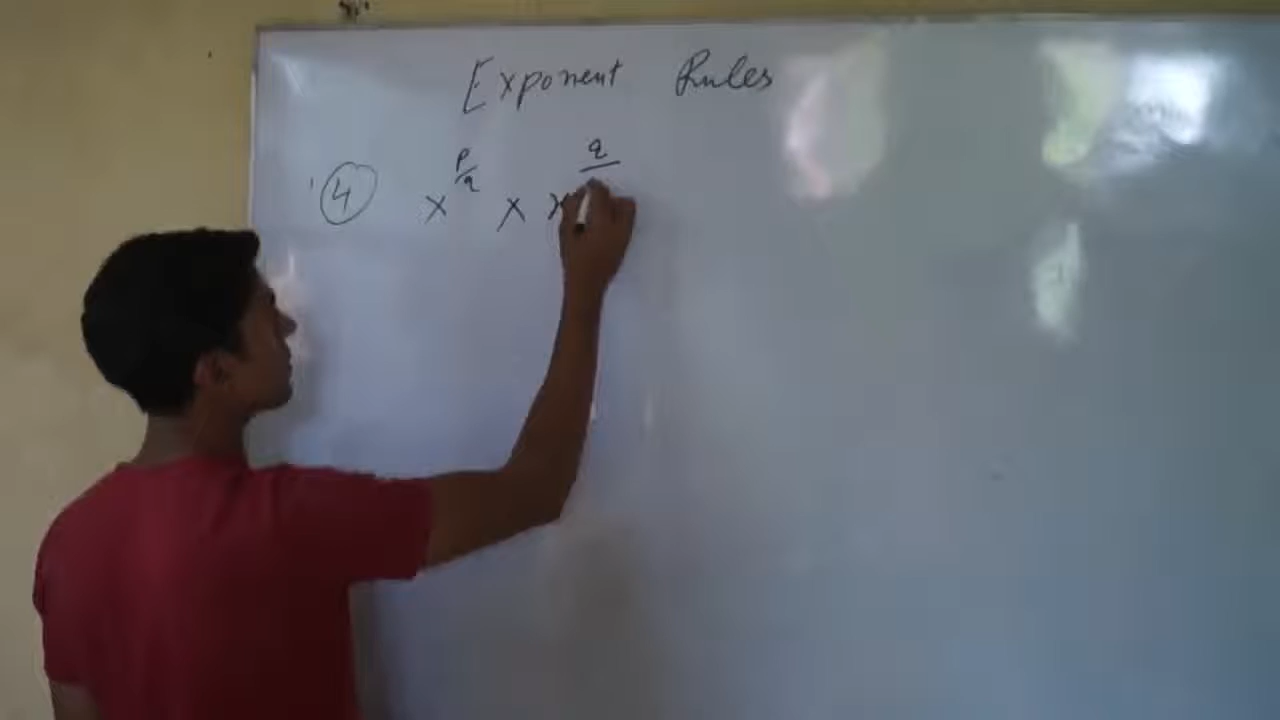 Exponent Rules
④ x^(p/q) × x^(q/